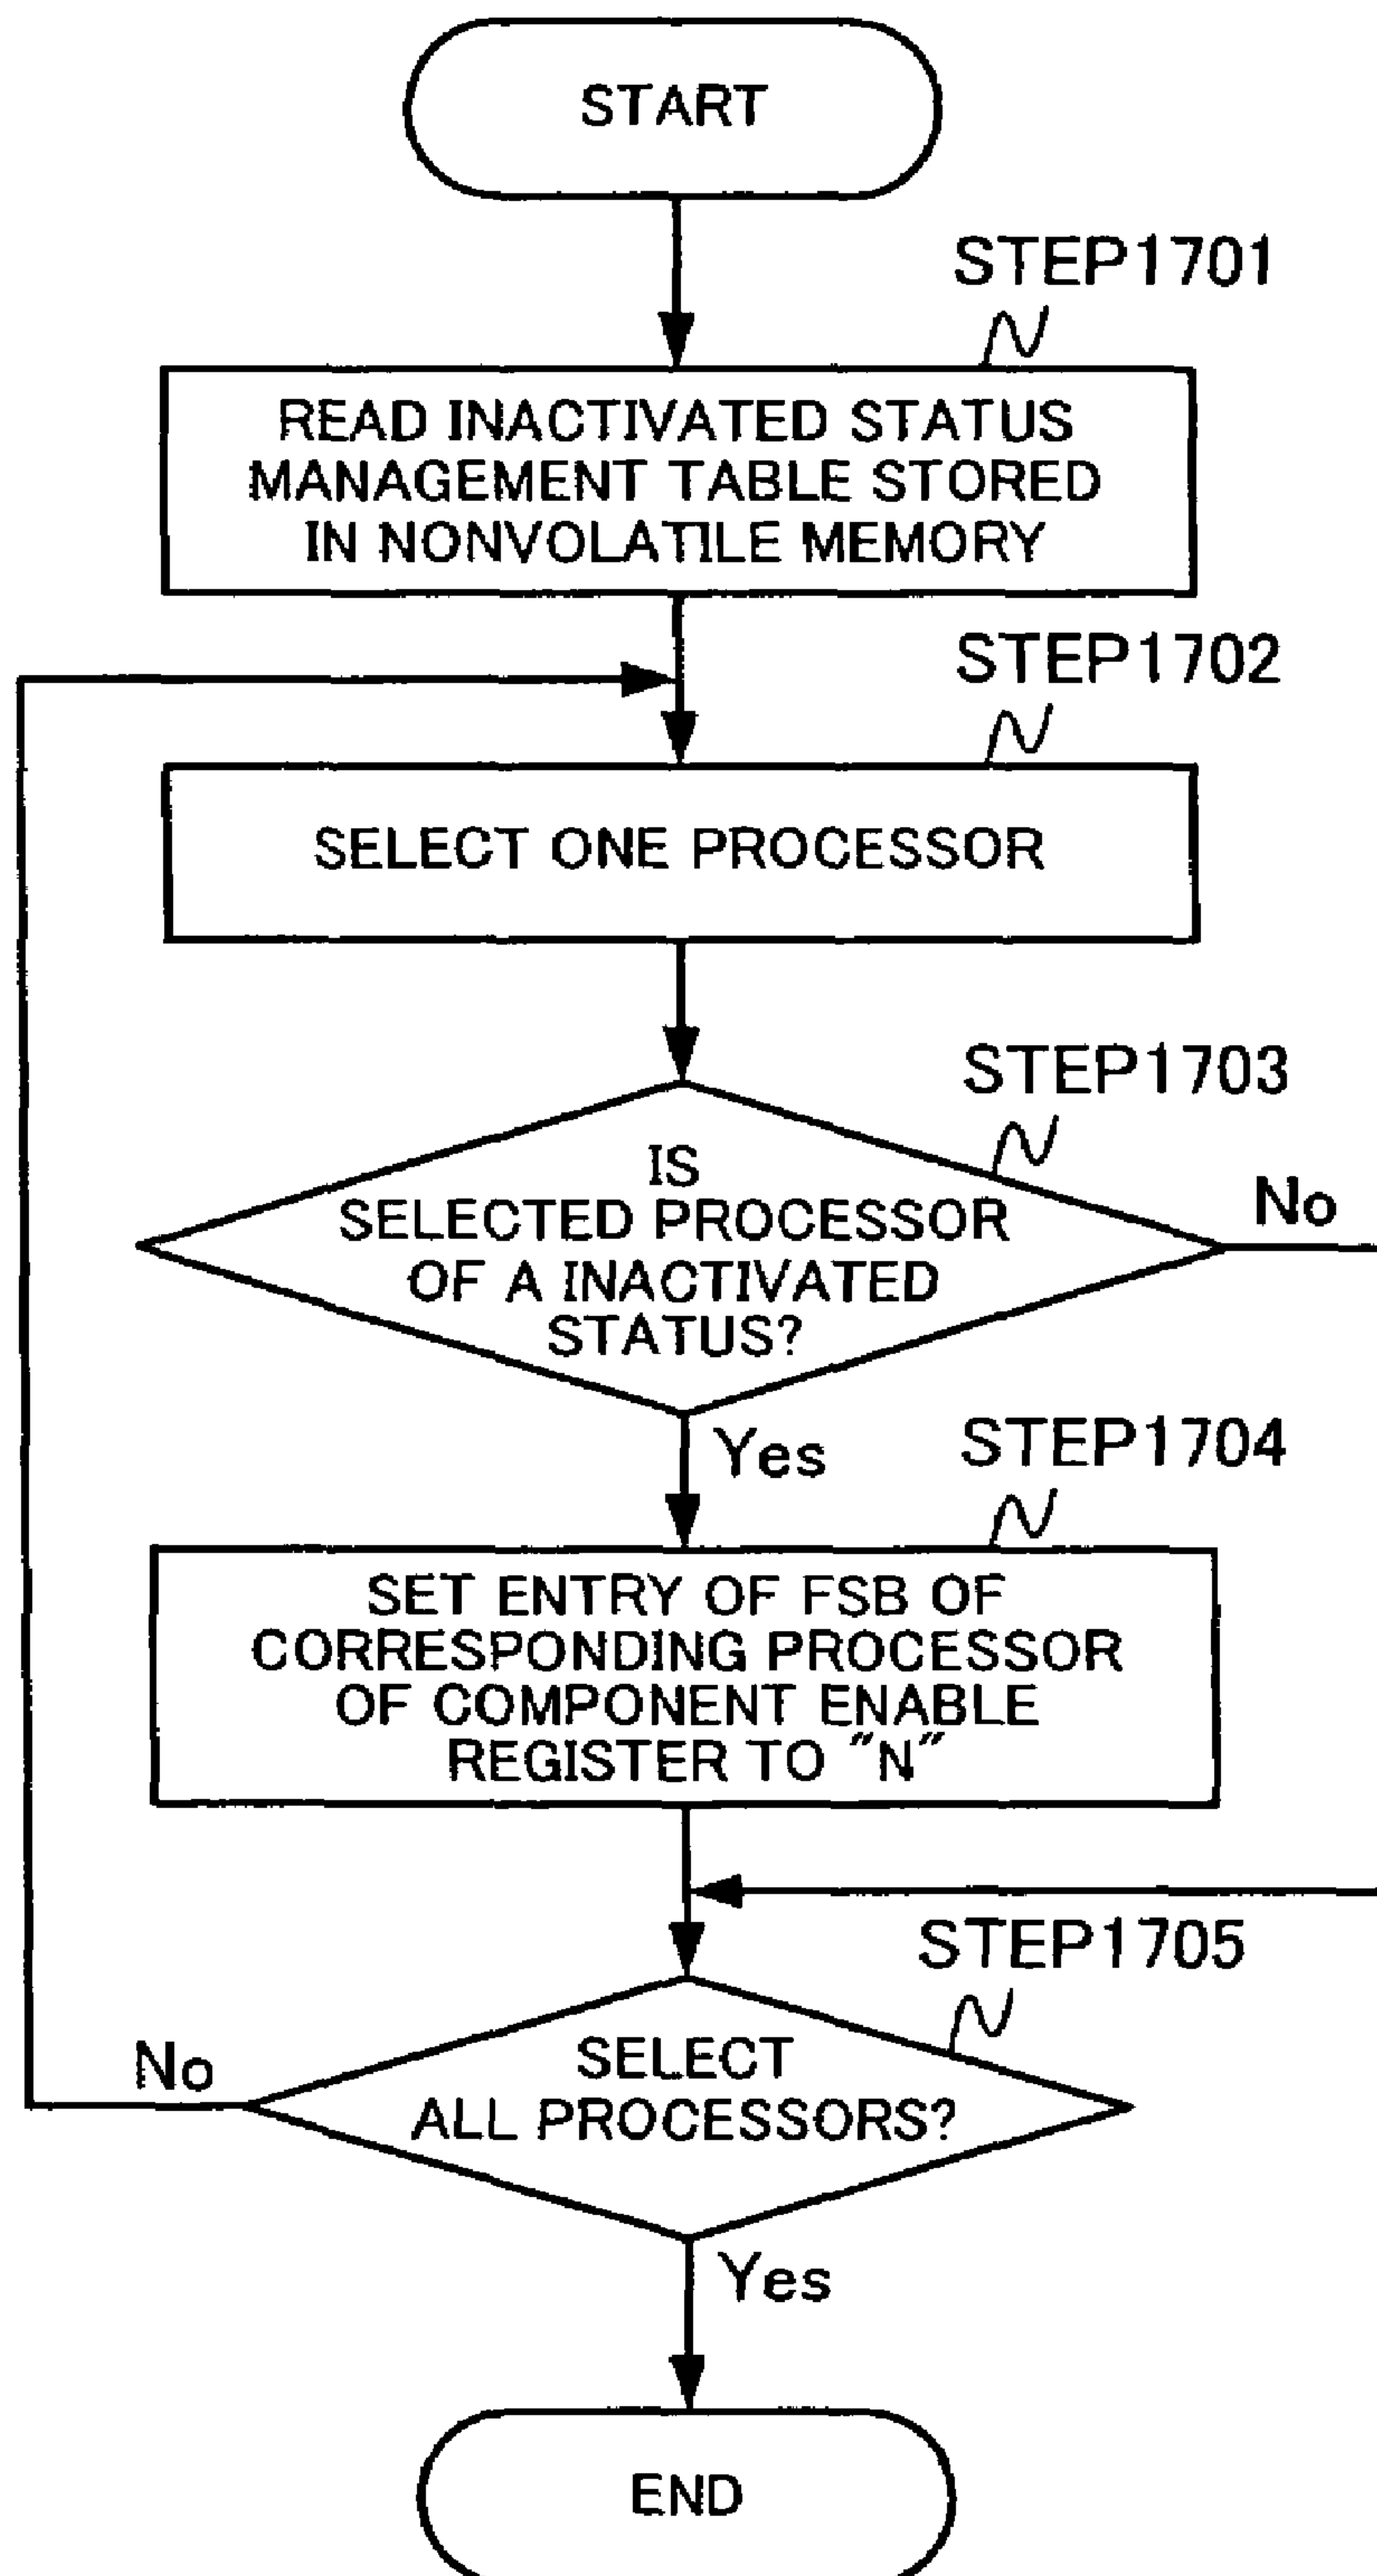 START
STEP1701
READ INACTIVATED STATUS
MANAGEMENT TABLE STORED
IN NONVOLATILE MEMORY
STEP1702
SELECT ONE PROCESSOR
STEP1703
IS
SELECTED PROCESSOR
OF A INACTIVATED
STATUS?
No
Yes
STEP1704
SET ENTRY OF FSB OF
CORRESPONDING PROCESSOR
OF COMPONENT ENABLE
REGISTER TO "N"
STEP1705
SELECT
ALL PROCESSORS?
No
Yes
END